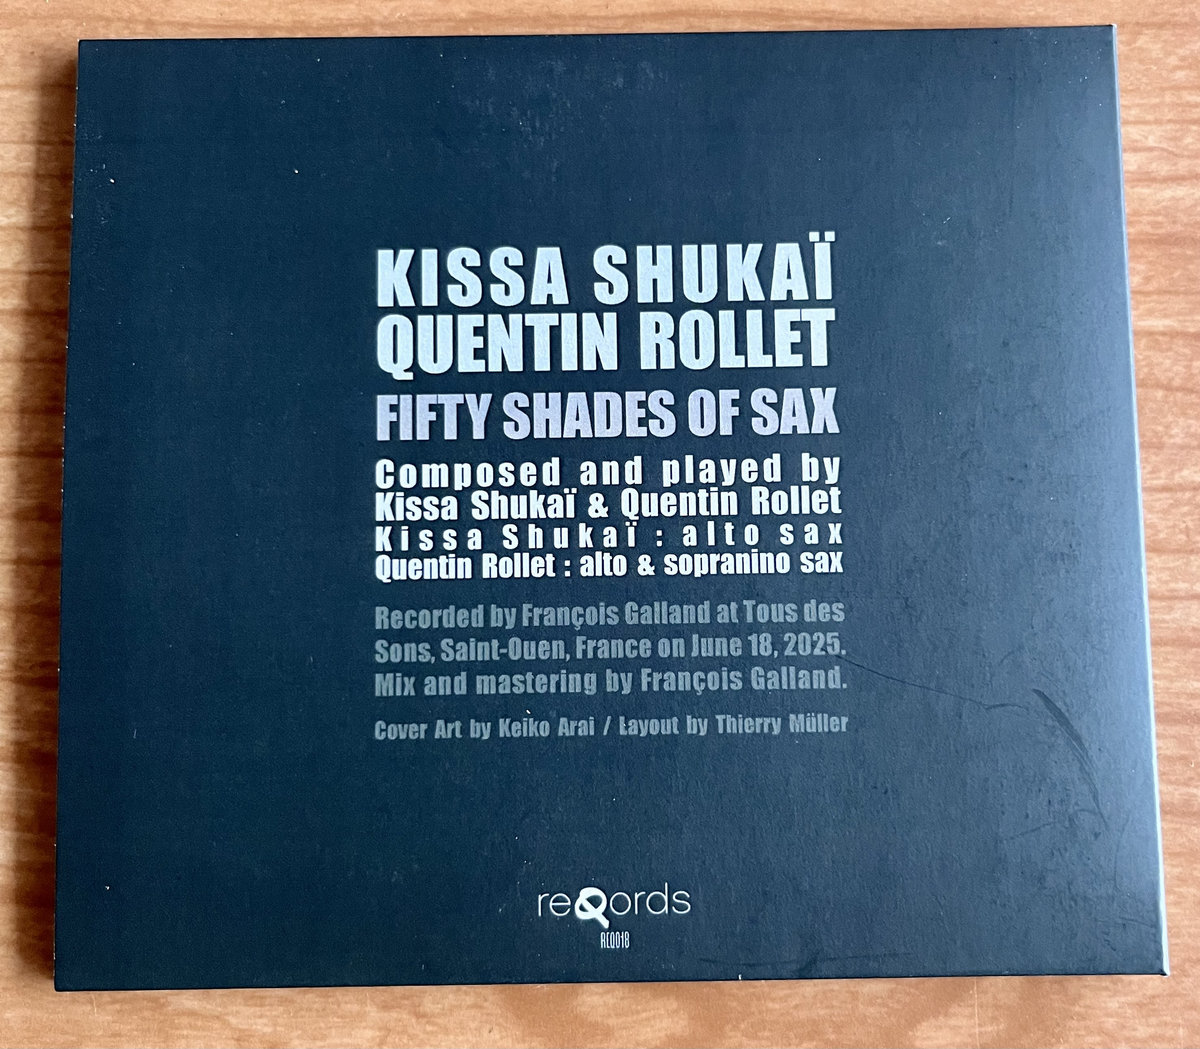 KISSA SHUKAÏ
QUENTIN ROLLET
FIFTY SHADES OF SAX
Composed and played by
Kissa Shukaï & Quentin Rollet
Kissa Shukaï : alto sax
Quentin Rollet : alto & sopranino sax
Recorded by François Galland at Tous des
Sons, Saint-Ouen, France on June 18, 2025.
Mix and mastering by François Galland.
Cover Art by Keiko Arai / Layout by Thierry Müller
reQords
REQ018